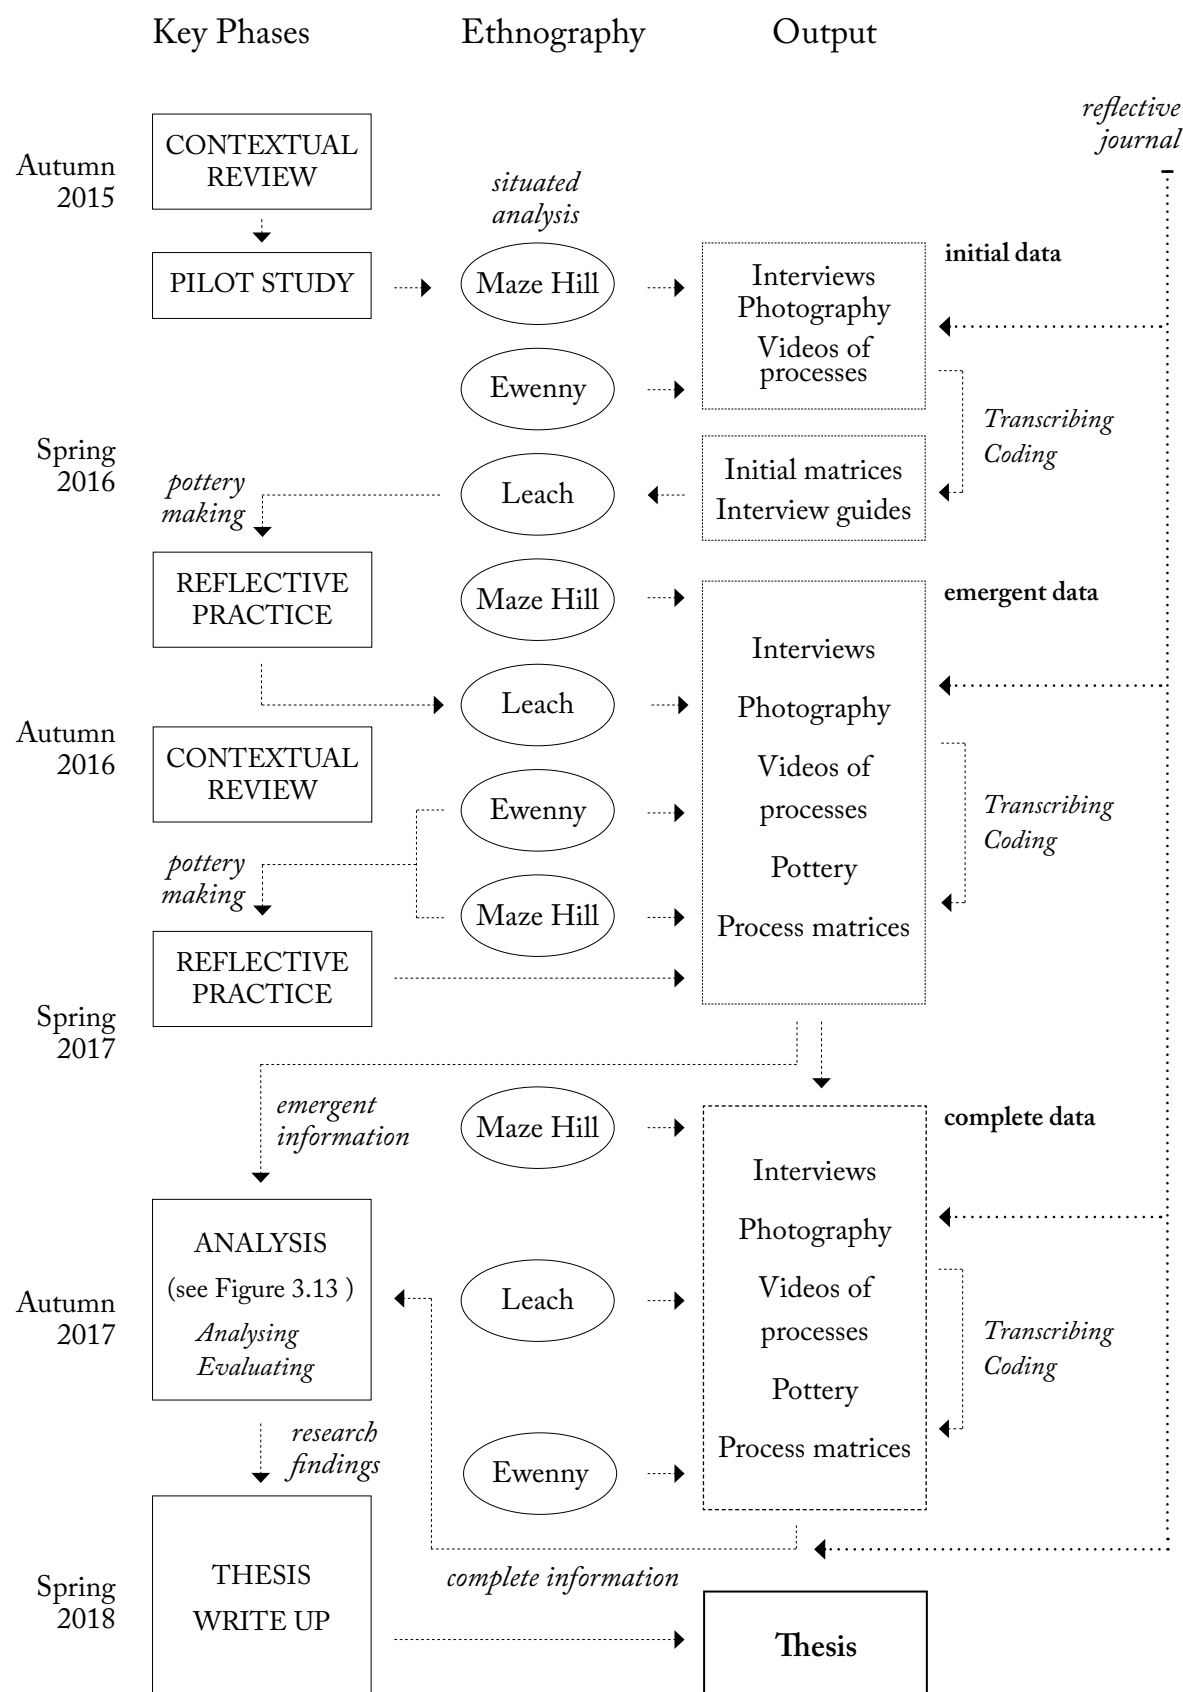 Key Phases
Ethnography
Output
reflective
journal
Autumn
2015
CONTEXTUAL
REVIEW
situated
analysis
PILOT STUDY
Maze Hill
Interviews
Photography
Videos of
processes
initial data
Ewenny
Transcribing
Coding
Spring
2016
pottery
making
Leach
Initial matrices
Interview guides
REFLECTIVE
PRACTICE
Maze Hill
emergent data
Interviews
Photography
Videos of
processes
Pottery
Process matrices
Leach
Autumn
2016
CONTEXTUAL
REVIEW
Ewenny
Transcribing
Coding
pottery
making
Maze Hill
REFLECTIVE
PRACTICE
Spring
2017
emergent
information
Maze Hill
complete data
Interviews
Photography
Videos of
processes
Pottery
Process matrices
ANALYSIS
(see Figure 3.13 )
Analysing
Evaluating
Autumn
2017
Leach
Transcribing
Coding
research
findings
Ewenny
complete information
Spring
2018
THESIS
WRITE UP
Thesis